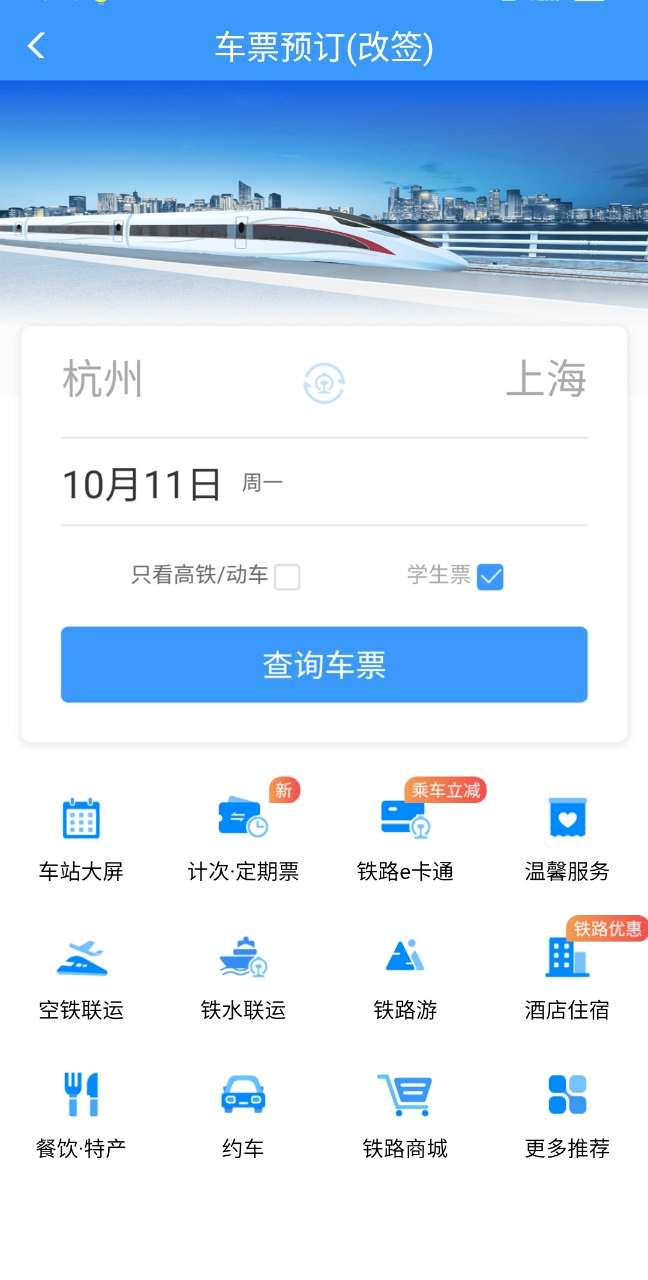 车票预订(改签)
杭州 上海
10月11日 周一
只看高铁/动车 学生票
查询车票
新 乘车立减
车站大屏 计次·定期票 铁路e卡通 温馨服务
铁路优惠
空铁联运 铁水联运 铁路游 酒店住宿
餐饮·特产 约车 铁路商城 更多推荐